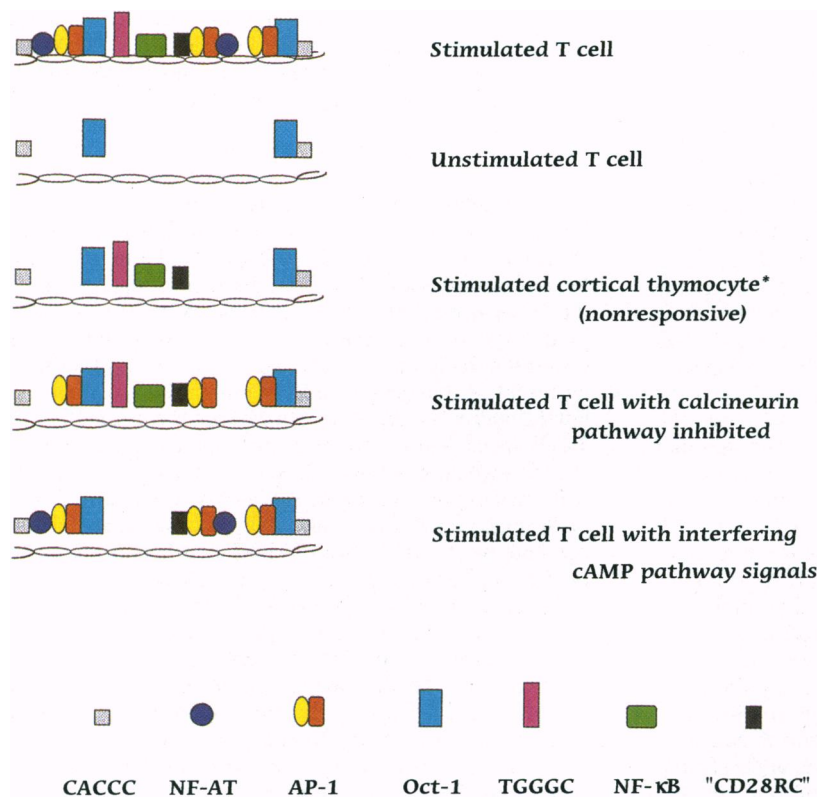 Stimulated T cell
Unstimulated T cell
Stimulated cortical thymocyte*
(nonresponsive)
Stimulated T cell with calcineurin
pathway inhibited
Stimulated T cell with interfering
cAMP pathway signals
CACCC NF-AT AP-1 Oct-1 TGGGC NF-κB "CD28RC"